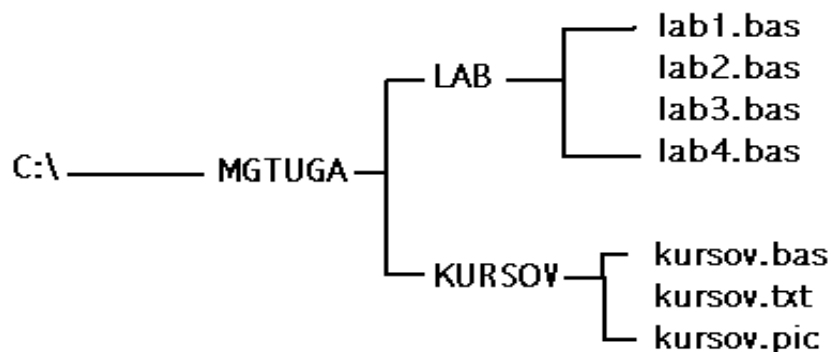 C:\
MGTUGA
LAB
lab1.bas
lab2.bas
lab3.bas
lab4.bas
KURSOV
kursov.bas
kursov.txt
kursov.pic